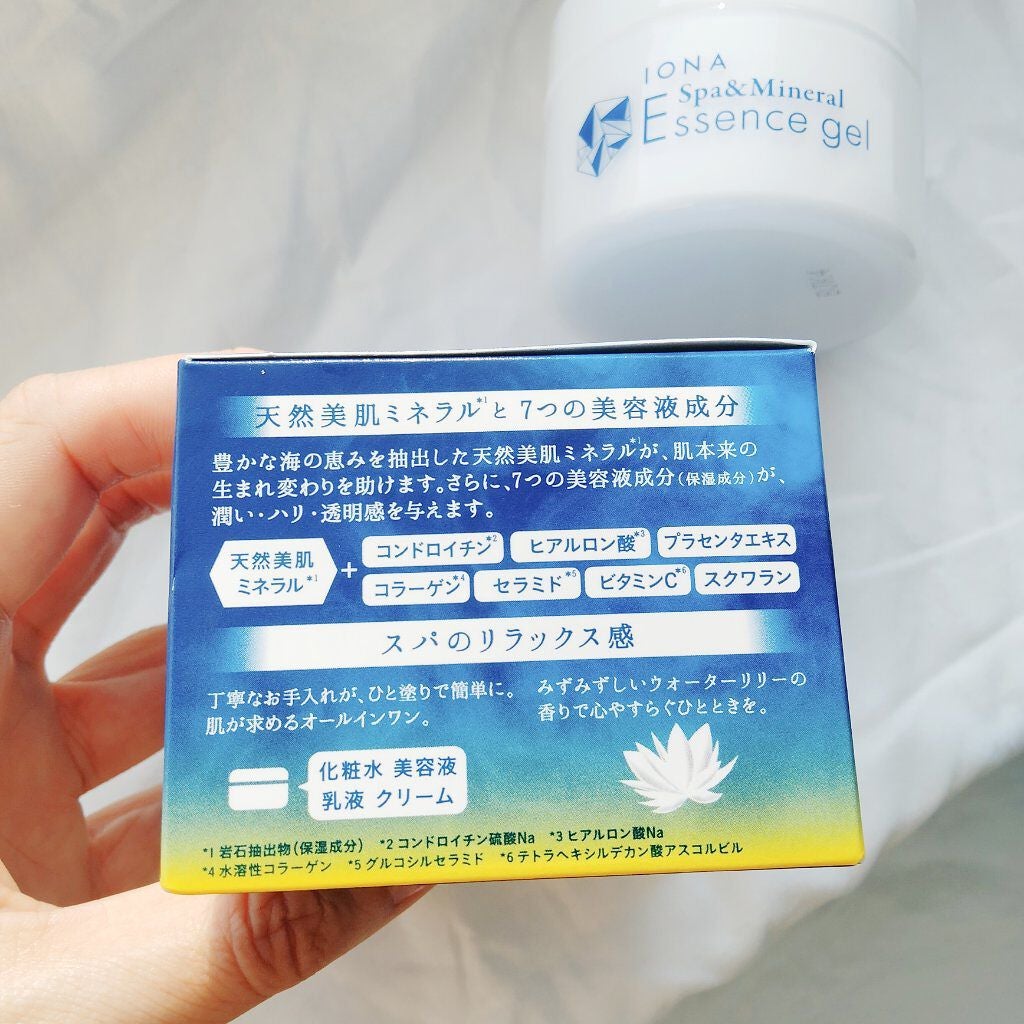 IONA
Spa&Mineral
Essence gel
天然美肌ミネラル*1と7つの美容液成分
豊かな海の恵みを抽出した天然美肌ミネラル*1が、肌本来の
生まれ変わりを助けます。さらに、7つの美容液成分(保湿成分)が、
潤い・ハリ・透明感を与えます。
天然美肌
ミネラル*1
+
コンドロイチン*2 ヒアルロン酸*3 プラセンタエキス
コラーゲン*4 セラミド*5 ビタミンC*6 スクワラン
スパのリラックス感
丁寧なお手入れが、ひと塗りで簡単に。
肌が求めるオールインワン。
みずみずしいウォーターリリーの
香りで心やすらぐひとときを。
化粧水 美容液
乳液 クリーム
*1 岩石抽出物(保湿成分) *2 コンドロイチン硫酸Na *3 ヒアルロン酸Na
*4 水溶性コラーゲン *5 グルコシルセラミド *6 テトラヘキシルデカン酸アスコルビル